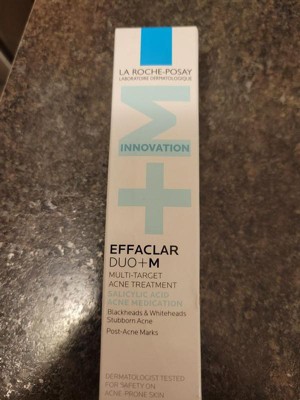 LA ROCHE-POSAY
LABORATOIRE DERMATOLOGIQUE
+M
INNOVATION
EFFACLAR
DUO+M
MULTI-TARGET
ACNE TREATMENT
SALICYLIC ACID
ACNE MEDICATION
Blackheads & Whiteheads
Stubborn Acne
Post-Acne Marks
DERMATOLOGIST TESTED
FOR SAFETY ON
ACNE-PRONE SKIN